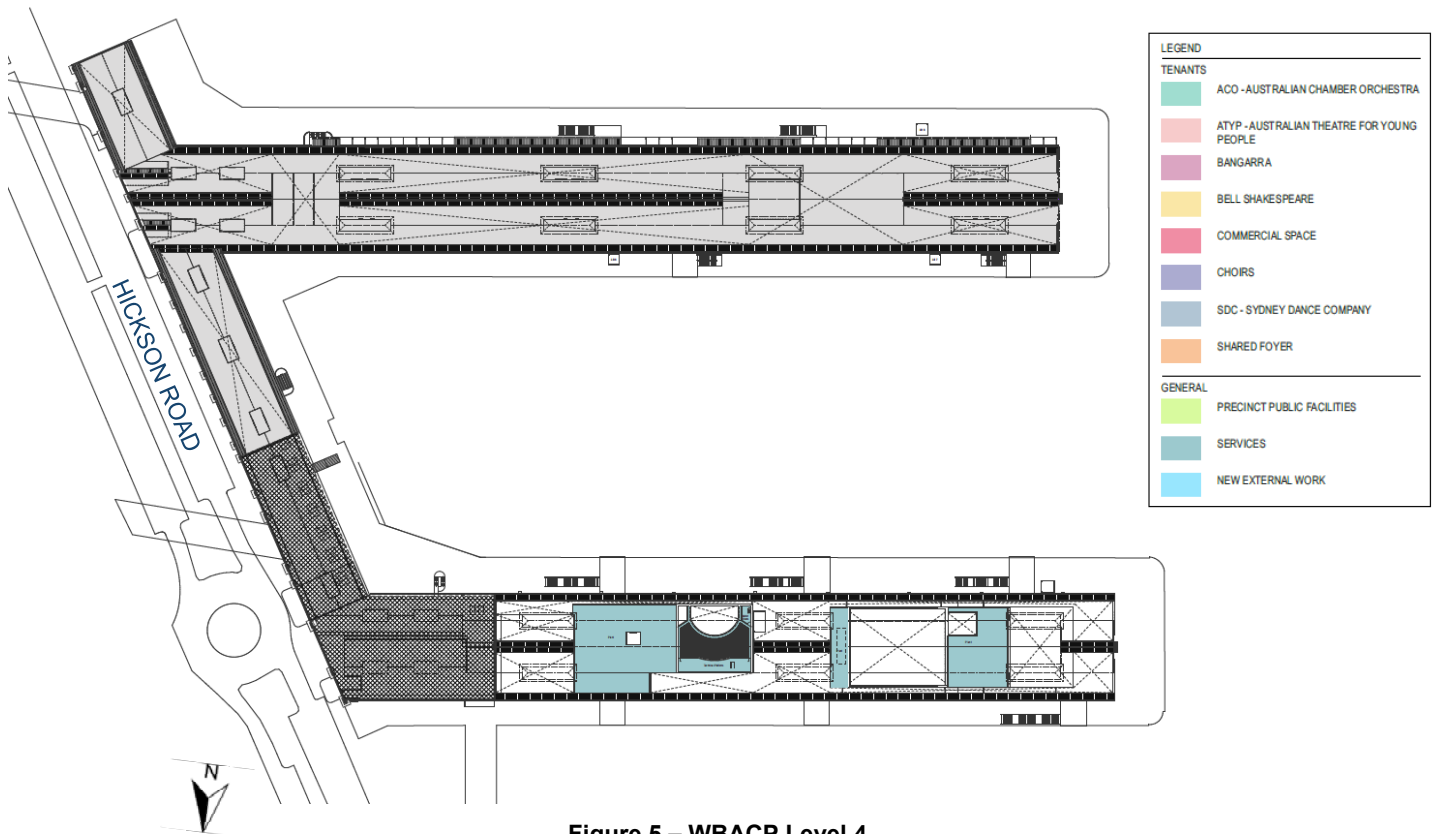 LEGEND
TENANTS
ACO - AUSTRALIAN CHAMBER ORCHESTRA
ATYP - AUSTRALIAN THEATRE FOR YOUNG
PEOPLE
BANGARRA
BELL SHAKESPEARE
COMMERCIAL SPACE
CHOIRS
SDC - SYDNEY DANCE COMPANY
SHARED FOYER
GENERAL
PRECINCT PUBLIC FACILITIES
SERVICES
NEW EXTERNAL WORK
HICKSON ROAD
N
Figure 5 – WBACP Level 4